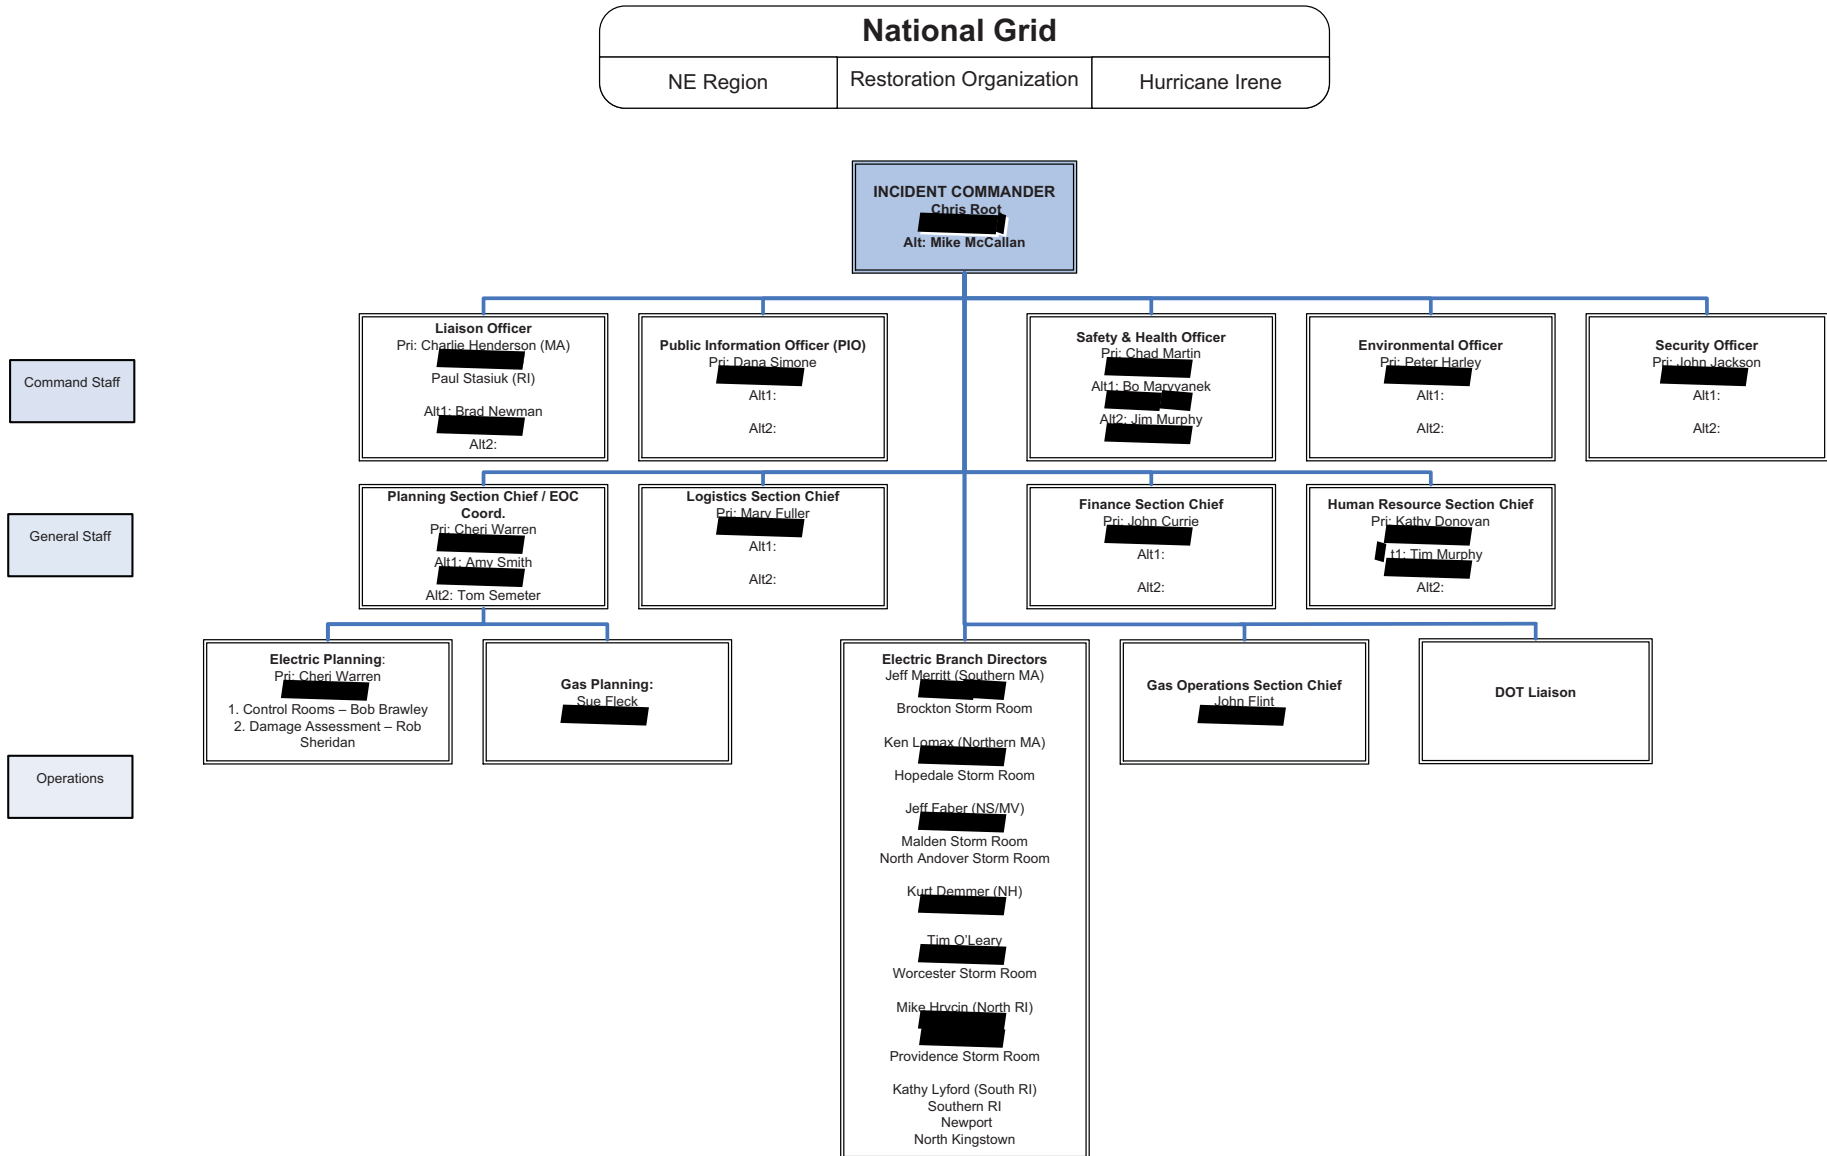 National Grid
NE Region
Restoration Organization
Hurricane Irene
INCIDENT COMMANDER
Chris Root
Alt: Mike McCallan
Command Staff
Liaison Officer
Pri: Charlie Henderson (MA)
Paul Stasiuk (RI)
Alt1: Brad Newman
Alt2:
Public Information Officer (PIO)
Pri: Dana Simone
Alt1:
Alt2:
Safety & Health Officer
Pri: Chad Martin
Alt1: Bo Maryyanek
Alt2: Jim Murphy
Environmental Officer
Pri: Peter Harley
Alt1:
Alt2:
Security Officer
Pri: John Jackson
Alt1:
Alt2:
General Staff
Planning Section Chief / EOC
Coord.
Pri: Cheri Warren
Alt1: Amy Smith
Alt2: Tom Semeter
Logistics Section Chief
Pri: Mary Fuller
Alt1:
Alt2:
Finance Section Chief
Pri: John Currie
Alt1:
Alt2:
Human Resource Section Chief
Pri: Kathy Donovan
t1: Tim Murphy
Alt2:
Operations
Electric Planning:
Pri: Cheri Warren
1. Control Rooms – Bob Brawley
2. Damage Assessment – Rob
Sheridan
Gas Planning:
Sue Fleck
Electric Branch Directors
Jeff Merritt (Southern MA)
Brockton Storm Room
Ken Lomax (Northern MA)
Hopedale Storm Room
Jeff Faber (NS/MV)
Malden Storm Room
North Andover Storm Room
Kurt Demmer (NH)
Tim O'Leary
Worcester Storm Room
Mike Hrycin (North RI)
Providence Storm Room
Kathy Lyford (South RI)
Southern RI
Newport
North Kingstown
Gas Operations Section Chief
John Flint
DOT Liaison